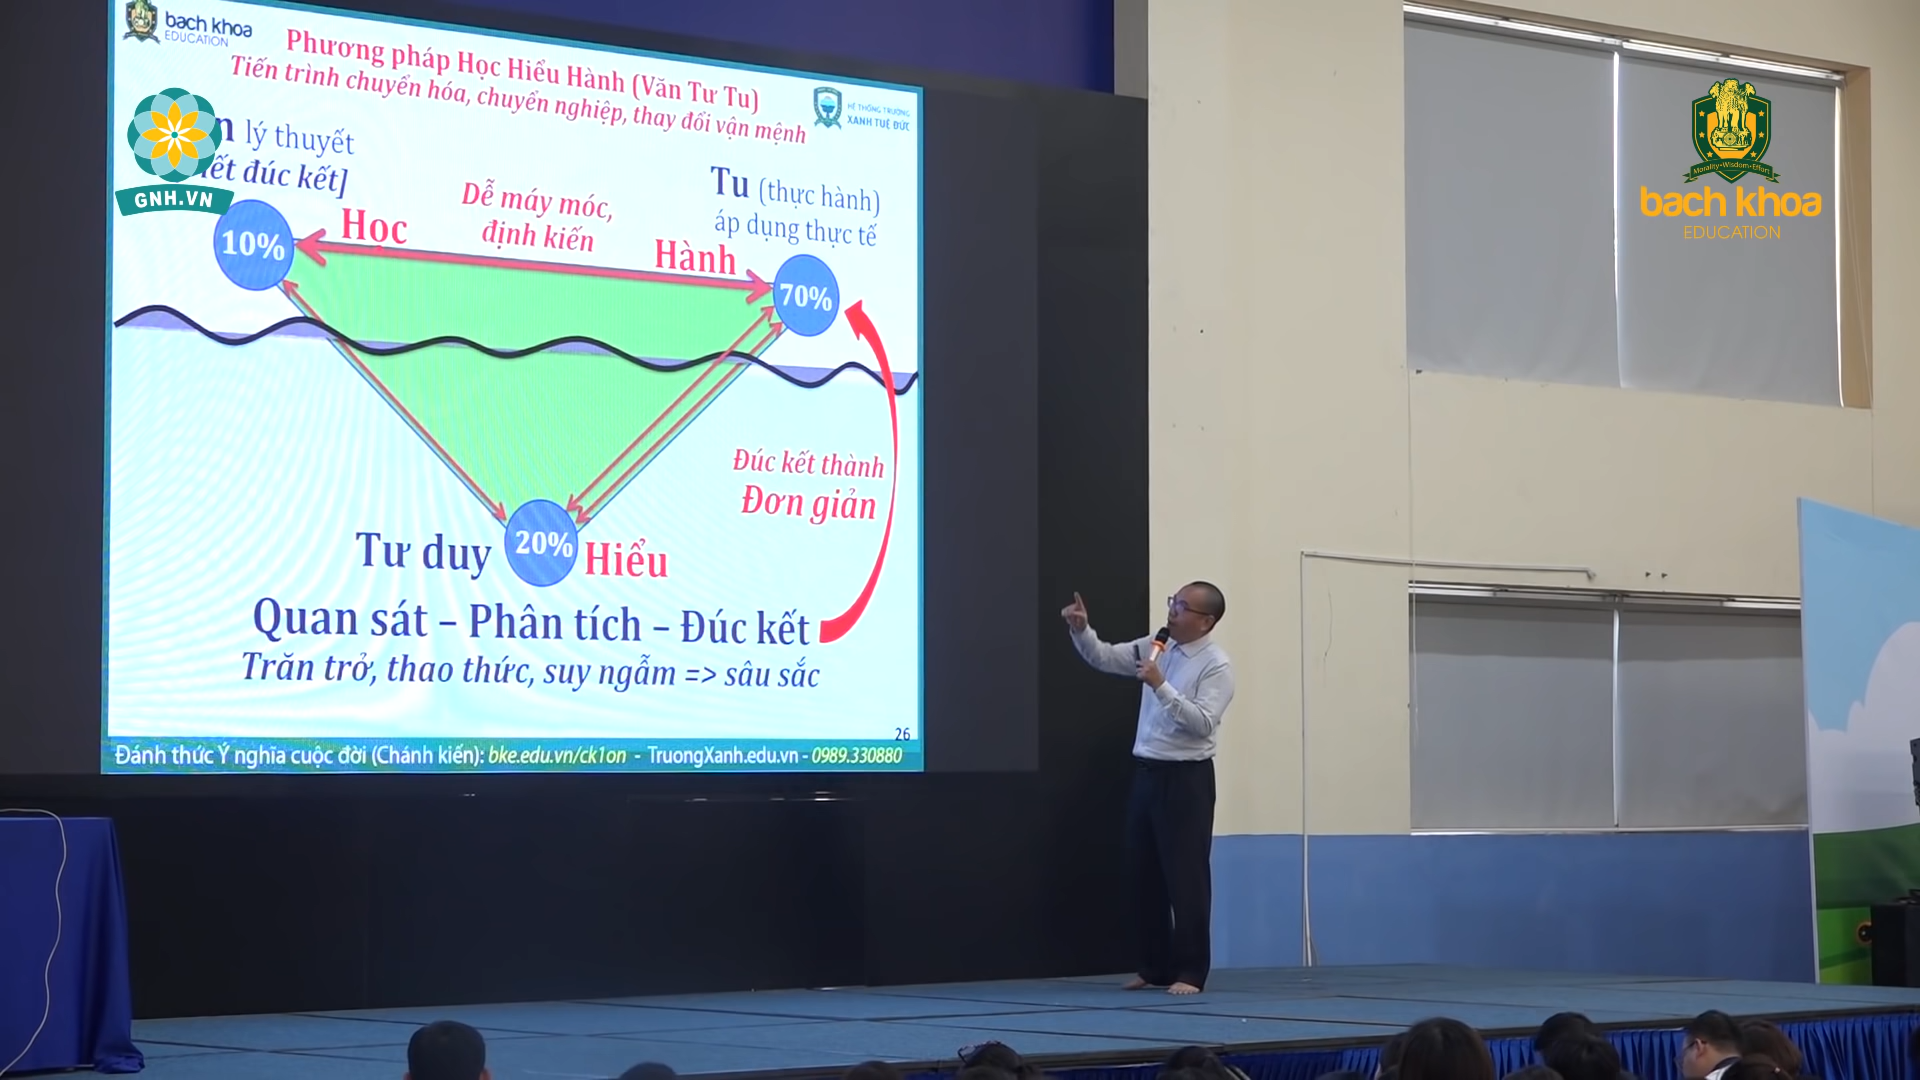 bach khoa
EDUCATION
Phương pháp Học Hiểu Hành (Văn Tư Tu)
Tiến trình chuyển hóa, chuyển nghiệp, thay đổi vận mệnh
HỆ THỐNG TRƯỜNG
XANH TUỆ ĐỨC
GNH.VN
lý thuyết
đúc kết]
Tu (thực hành)
áp dụng thực tế
Dễ máy móc,
định kiến
Học
Hành
10%
70%
Đúc kết thành
Đơn giản
Tư duy
20%
Hiểu
Quan sát – Phân tích – Đúc kết
Trăn trở, thao thức, suy ngẫm => sâu sắc
26
Đánh thức Ý nghĩa cuộc đời (Chánh kiến): bke.edu.vn/ck1on - TruongXanh.edu.vn - 0989.330880
Morality • Wisdom • Effort
bach khoa
EDUCATION